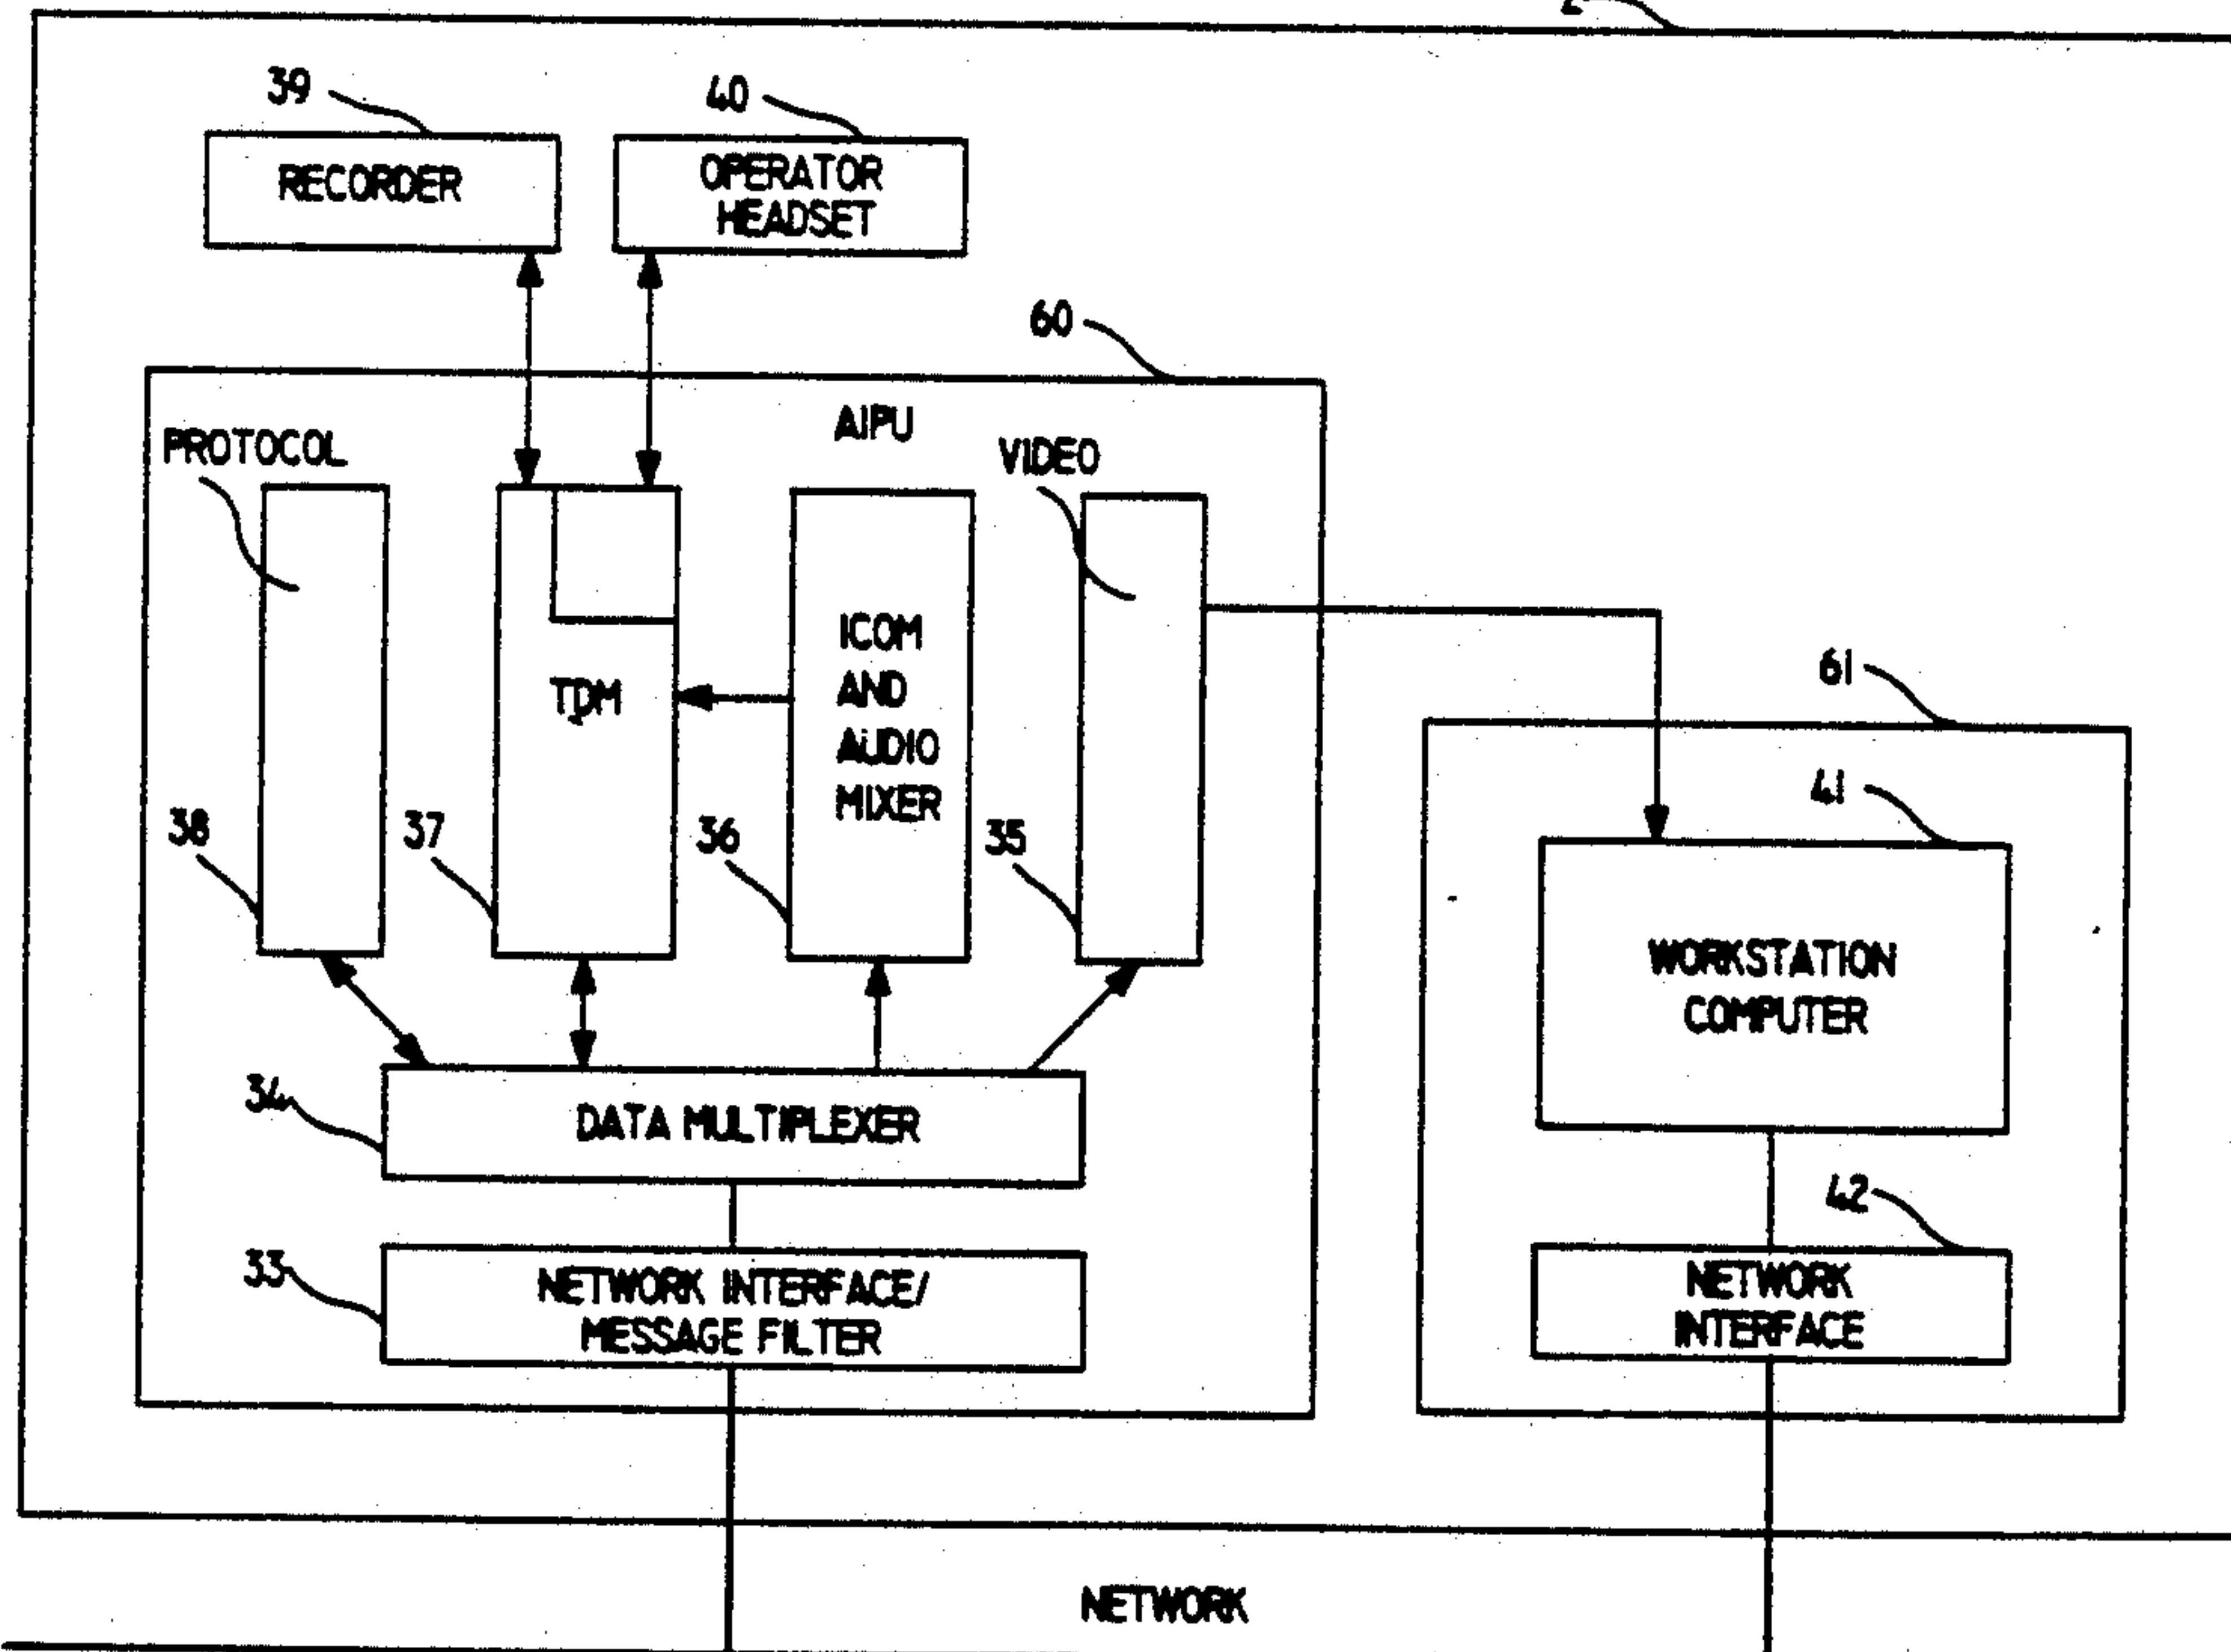 39
40
RECORDER
OPERATOR
HEADSET
60
AIPU
PROTOCOL
VIDEO
ICOM
AND
AUDIO
MIXER
TDM
61
41
38
37
36
35
WORKSTATION
COMPUTER
34
DATA MULTIPLEXER
42
33
NETWORK INTERFACE/
MESSAGE FILTER
NETWORK
INTERFACE
NETWORK